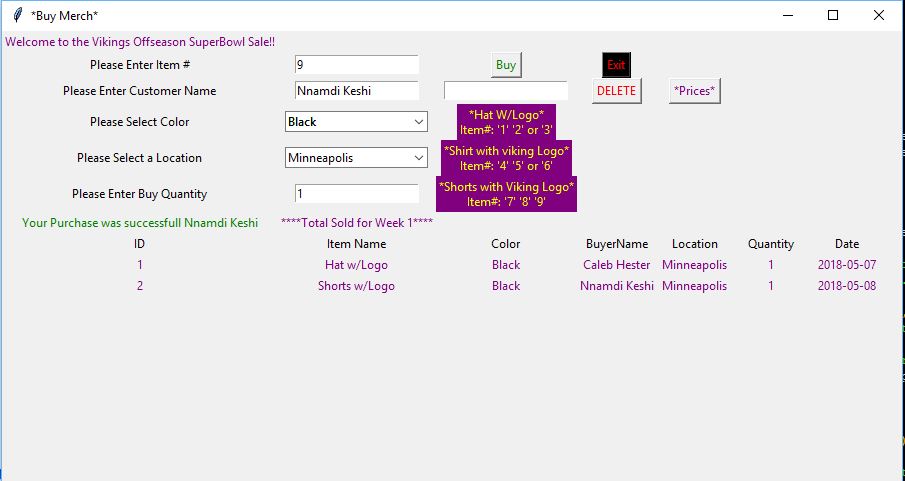 *Buy Merch*
Welcome to the Vikings Offseason SuperBowl Sale!!
Please Enter Item # 9 Buy Exit
Please Enter Customer Name Nnamdi Keshi DELETE *Prices*
Please Select Color Black *Hat W/Logo*
Item#: '1' '2' or '3'
Please Select a Location Minneapolis *Shirt with viking Logo*
Item#: '4' '5' or '6'
Please Enter Buy Quantity 1 *Shorts with Viking Logo*
Item#: '7' '8' '9'
Your Purchase was successfull Nnamdi Keshi ****Total Sold for Week 1****
ID Item Name Color BuyerName Location Quantity Date
1 Hat w/Logo Black Caleb Hester Minneapolis 1 2018-05-07
2 Shorts w/Logo Black Nnamdi Keshi Minneapolis 1 2018-05-08